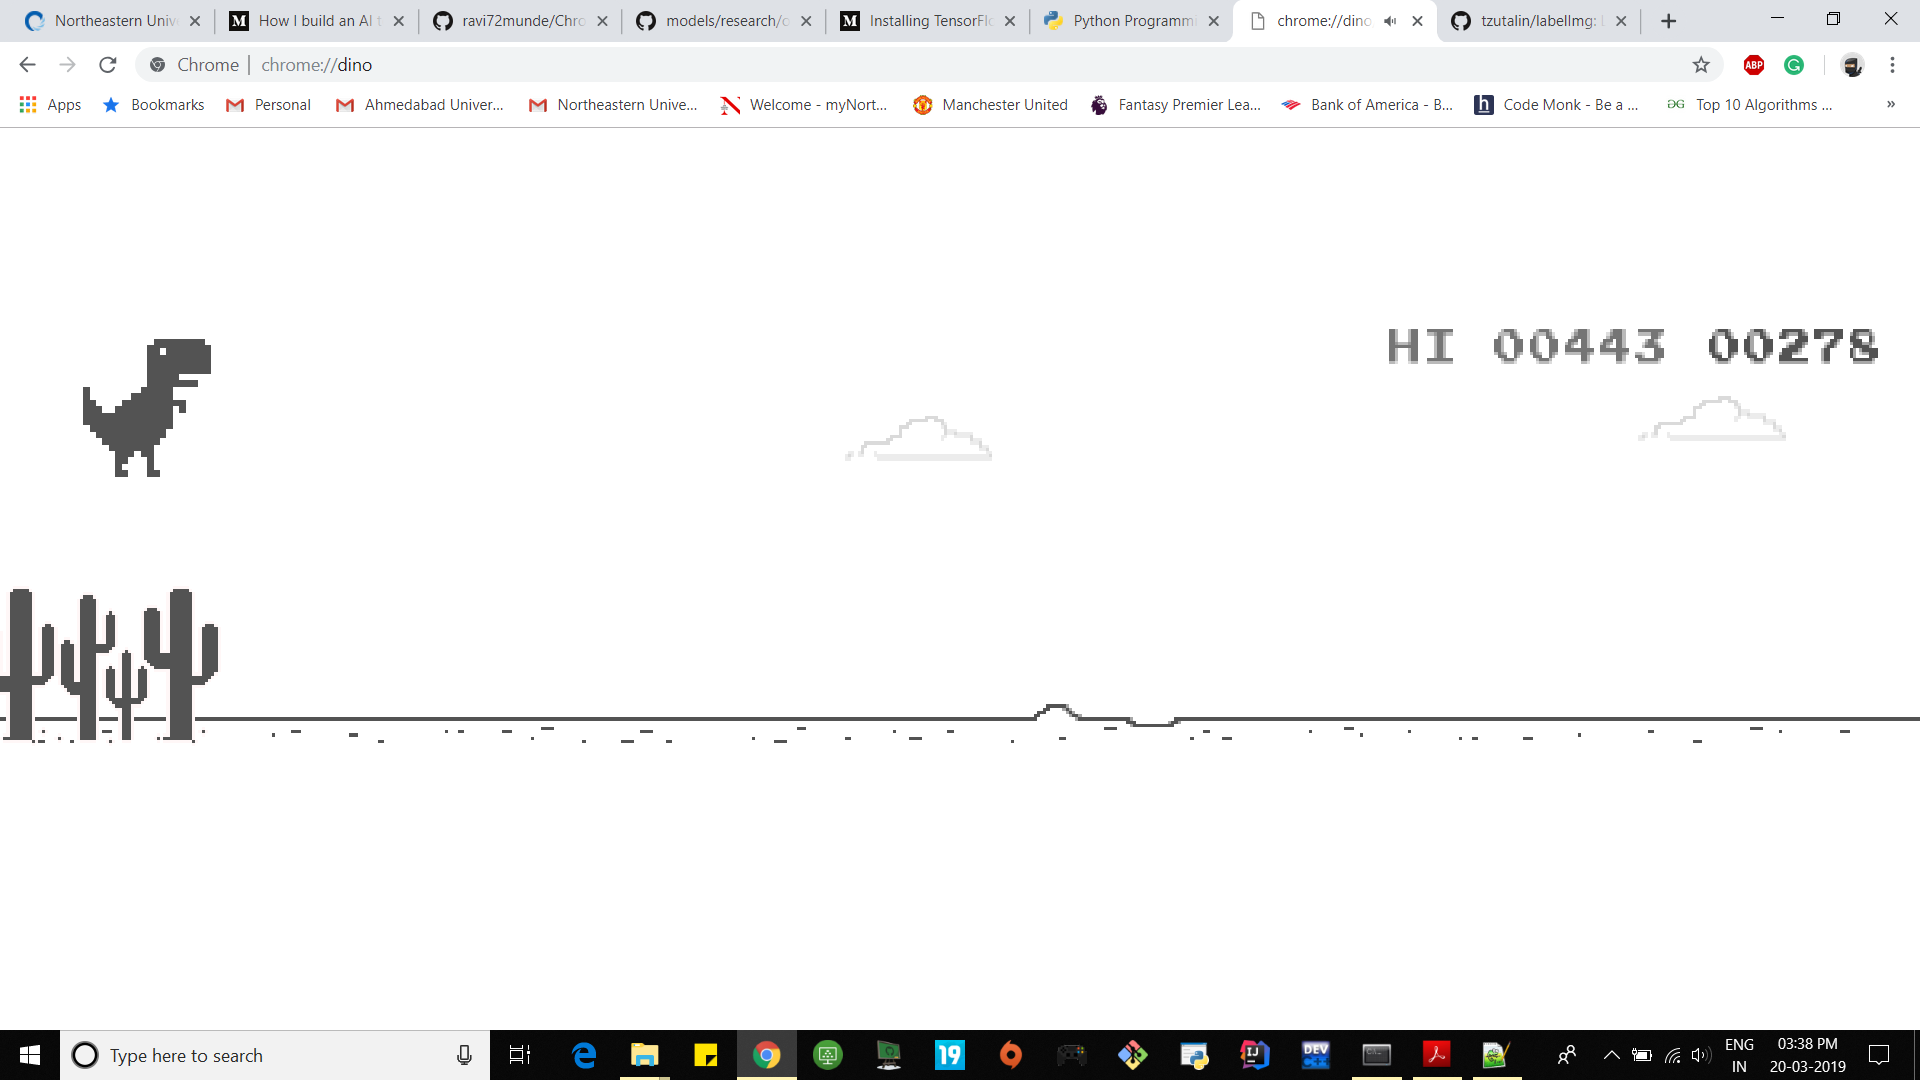 Northeastern Univ
How I build an AI t
ravi72munde/Chro
models/research/o
Installing TensorFlo
Python Programmi
chrome://dino
tzutalin/labelImg:
Chrome | chrome://dino
ABP
G
Apps
Bookmarks
Personal
Ahmedabad Univer...
Northeastern Unive...
Welcome - myNort...
Manchester United
Fantasy Premier Lea...
Bank of America - B...
Code Monk - Be a ...
Top 10 Algorithms ...
»
HI 00443 00278
Type here to search
19
IJ
DEV
ENG
IN
03:38 PM
20-03-2019